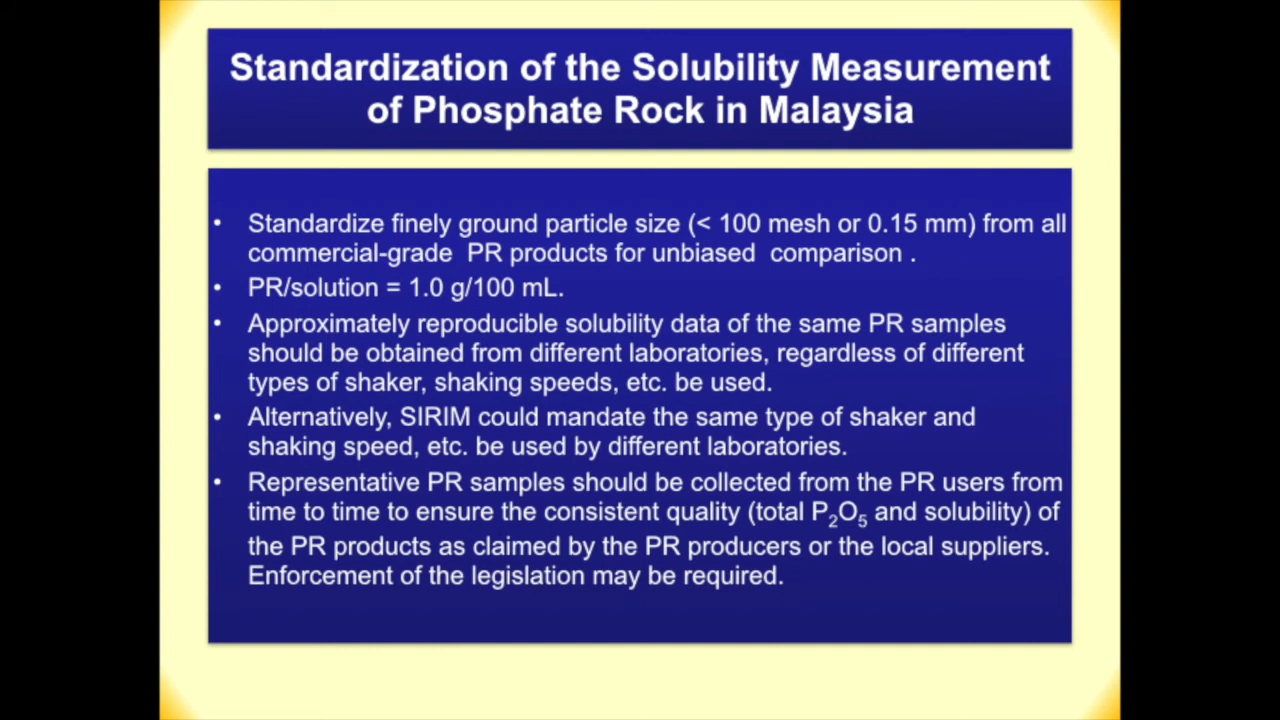 Standardization of the Solubility Measurement
of Phosphate Rock in Malaysia
• Standardize finely ground particle size (< 100 mesh or 0.15 mm) from all
commercial-grade  PR products for unbiased  comparison .
• PR/solution = 1.0 g/100 mL.
• Approximately reproducible solubility data of the same PR samples
should be obtained from different laboratories, regardless of different
types of shaker, shaking speeds, etc. be used.
• Alternatively, SIRIM could mandate the same type of shaker and
shaking speed, etc. be used by different laboratories.
• Representative PR samples should be collected from the PR users from
time to time to ensure the consistent quality (total P₂O₅ and solubility) of
the PR products as claimed by the PR producers or the local suppliers.
Enforcement of the legislation may be required.